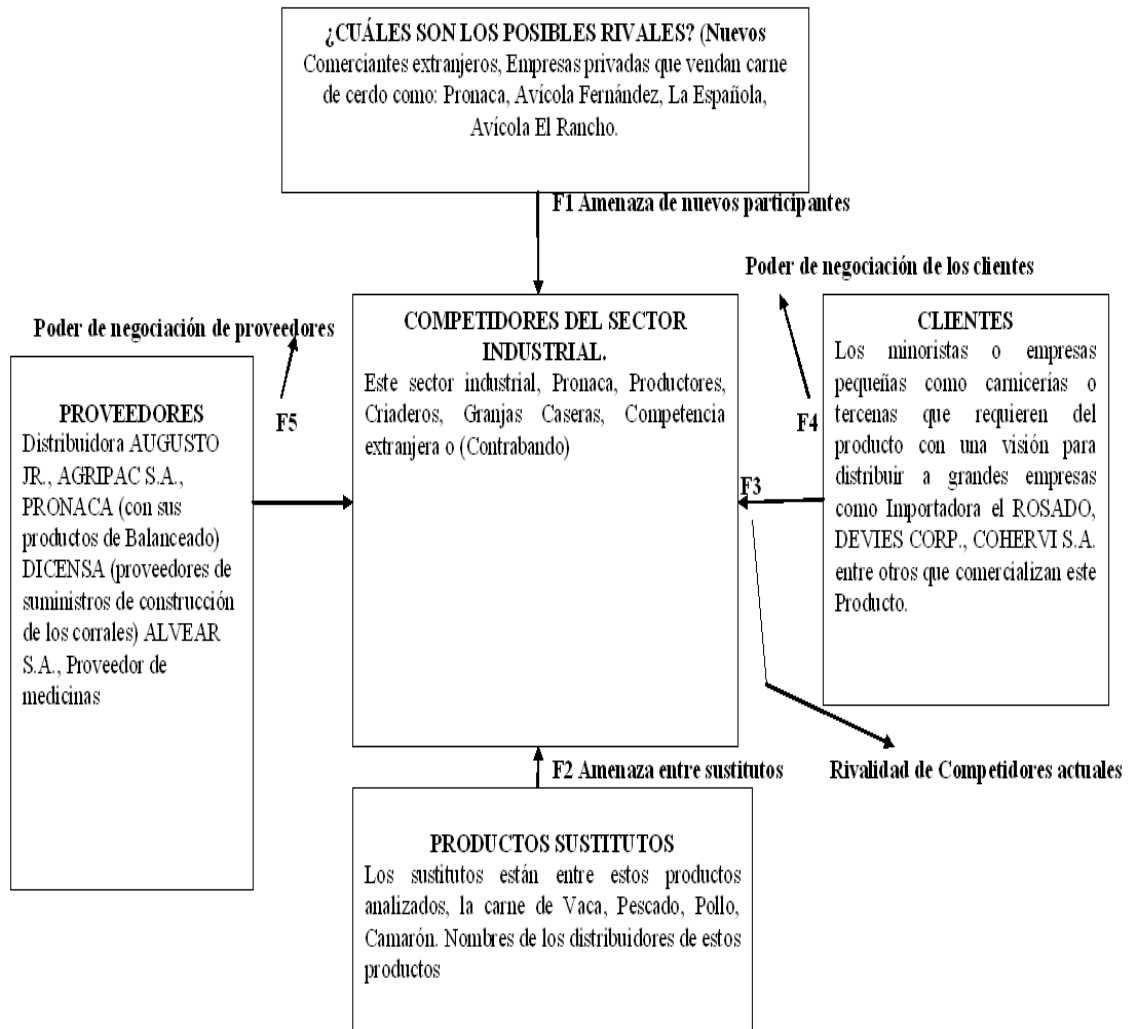 ¿CUÁLES SON LOS POSIBLES RIVALES? (Nuevos
Comerciantes extranjeros, Empresas privadas que vendan carne
de cerdo como: Pronaca, Avícola Fernández, La Española,
Avícola El Rancho.
F1 Amenaza de nuevos participantes
Poder de negociación de los clientes
Poder de negociación de proveedores
PROVEEDORES
Distribuidora AUGUSTO
JR., AGRIPAC S.A.,
PRONACA (con sus
productos de Balanceado)
DICENSA (proveedores de
suministros de construcción
de los corrales) ALVEAR
S.A., Proveedor de
medicinas
F5
COMPETIDORES DEL SECTOR
INDUSTRIAL.
Este sector industrial, Pronaca, Productores,
Criaderos, Granjas Caseras, Competencia
extranjera o (Contrabando)
F4
F3
CLIENTES
Los minoristas o empresas
pequeñas como carnicerías o
tercenas que requieren del
producto con una visión para
distribuir a grandes empresas
como Importadora el ROSADO,
DEVIES CORP., COHERVI S.A.
entre otros que comercializan este
Producto.
F2 Amenaza entre sustitutos
Rivalidad de Competidores actuales
PRODUCTOS SUSTITUTOS
Los sustitutos están entre estos productos
analizados, la carne de Vaca, Pescado, Pollo,
Camarón. Nombres de los distribuidores de estos
productos